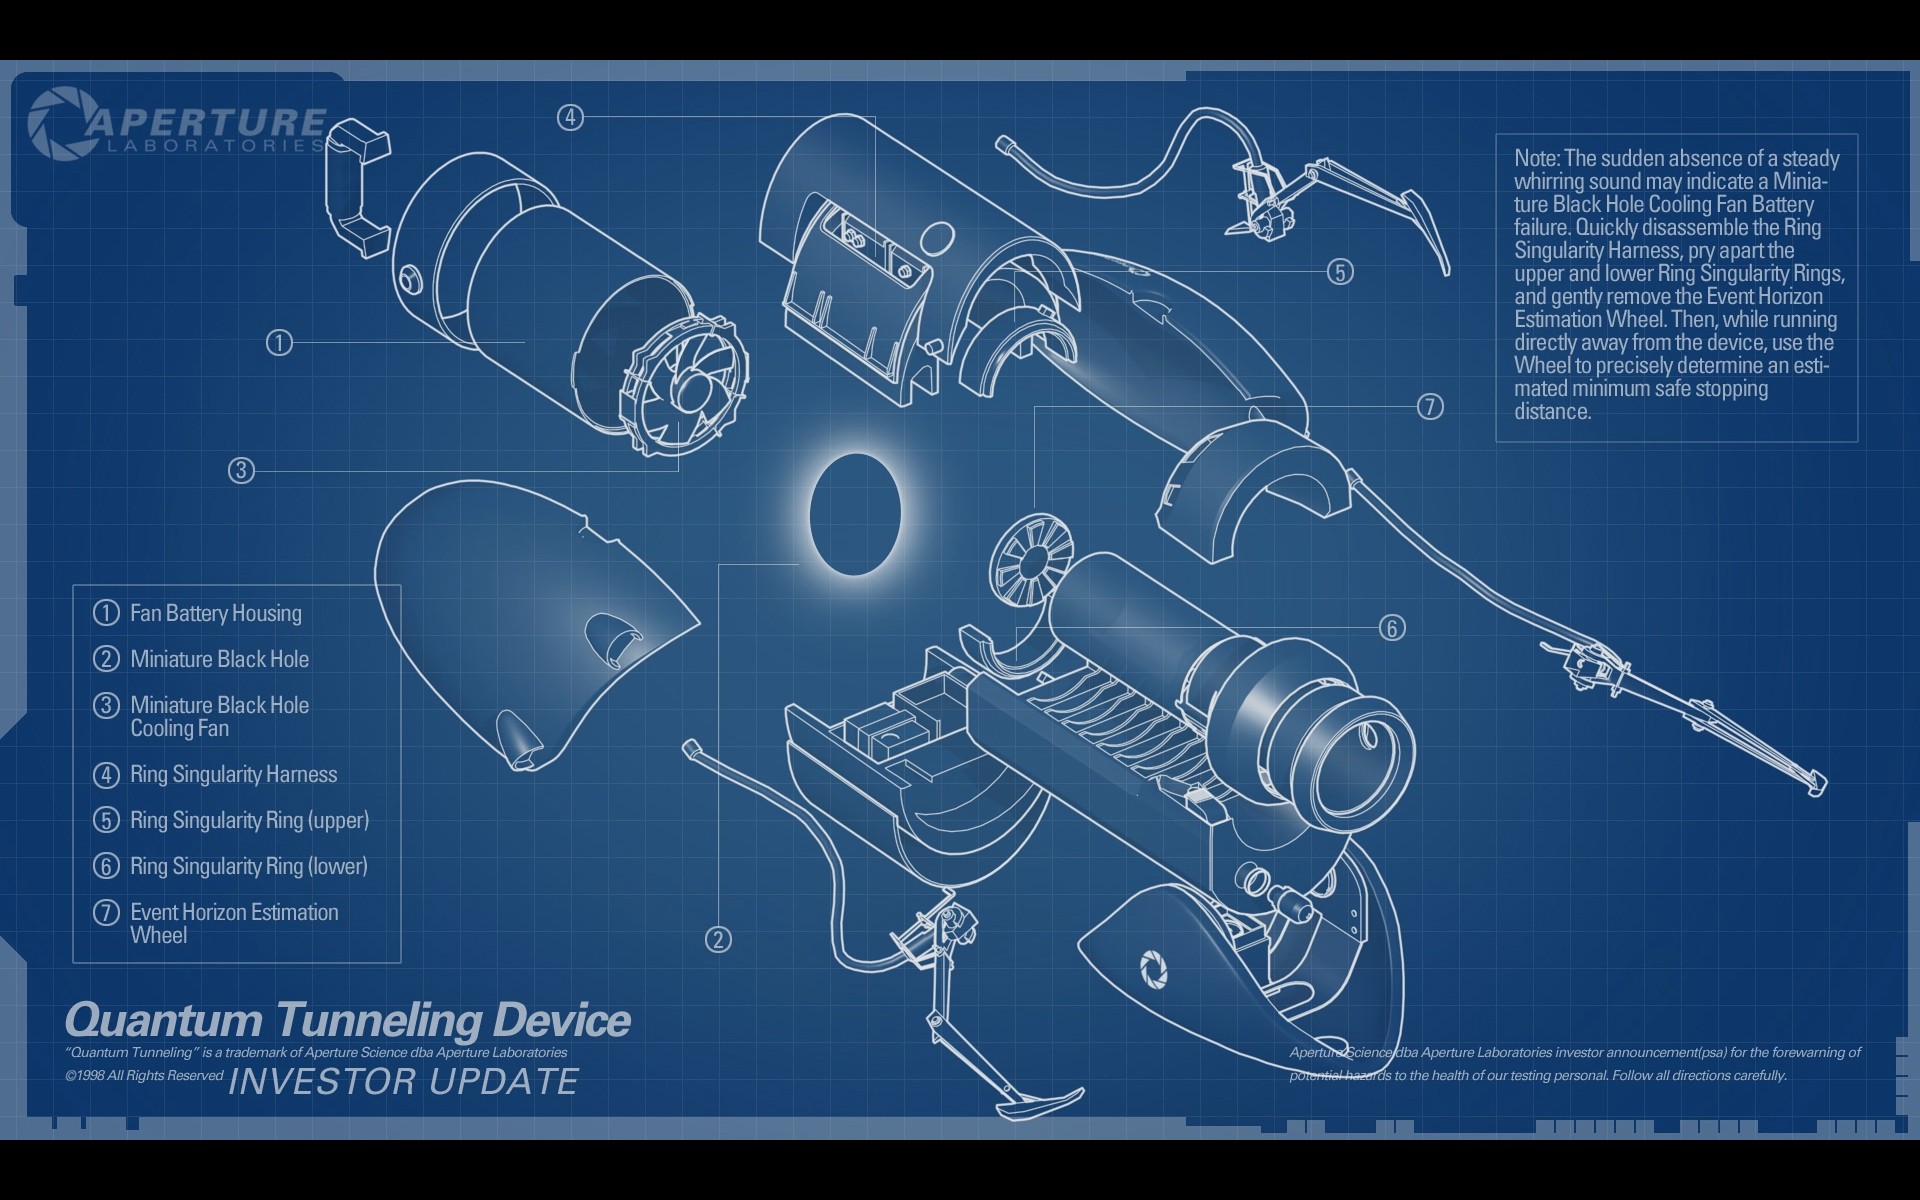 APERTURE
LABORATORIES
4
Note: The sudden absence of a steady
whirring sound may indicate a Minia-
ture Black Hole Cooling Fan Battery
failure. Quickly disassemble the Ring
Singularity Harness, pry apart the
upper and lower Ring Singularity Rings,
and gently remove the Event Horizon
Estimation Wheel. Then, while running
directly away from the device, use the
Wheel to precisely determine an esti-
mated minimum safe stopping
distance.
5
1
7
3
6
1 Fan Battery Housing
2 Miniature Black Hole
3 Miniature Black Hole
Cooling Fan
4 Ring Singularity Harness
5 Ring Singularity Ring (upper)
6 Ring Singularity Ring (lower)
7 Event Horizon Estimation
Wheel
2
Quantum Tunneling Device
“Quantum Tunneling” is a trademark of Aperture Science dba Aperture Laboratories
©1998 All Rights Reserved INVESTOR UPDATE
Aperture Science dba Aperture Laboratories investor announcement(psa) for the forewarning of
potential hazards to the health of our testing personal. Follow all directions carefully.